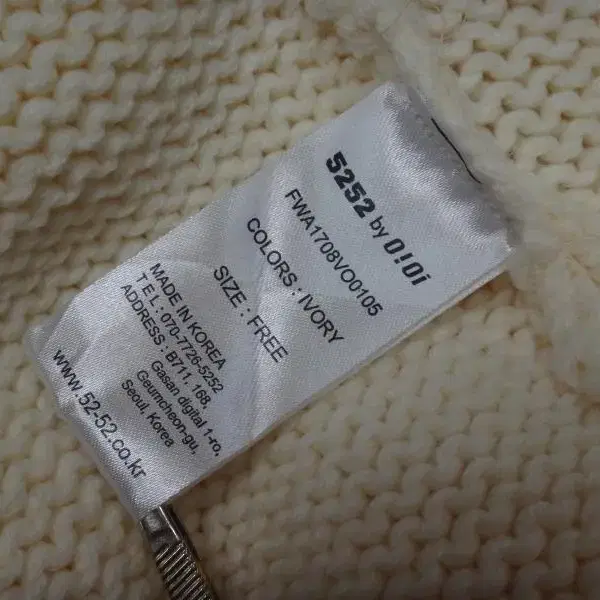 5252 by O!Oi
FWA1708VO0105
COLORS : IVORY
SIZE : FREE
MADE IN KOREA
TEL : 070-7726-5252
ADDRESS : B711, 168,
Gasan digital 1-ro,
Geumcheon-gu,
Seoul, Korea
www.52-52.co.kr